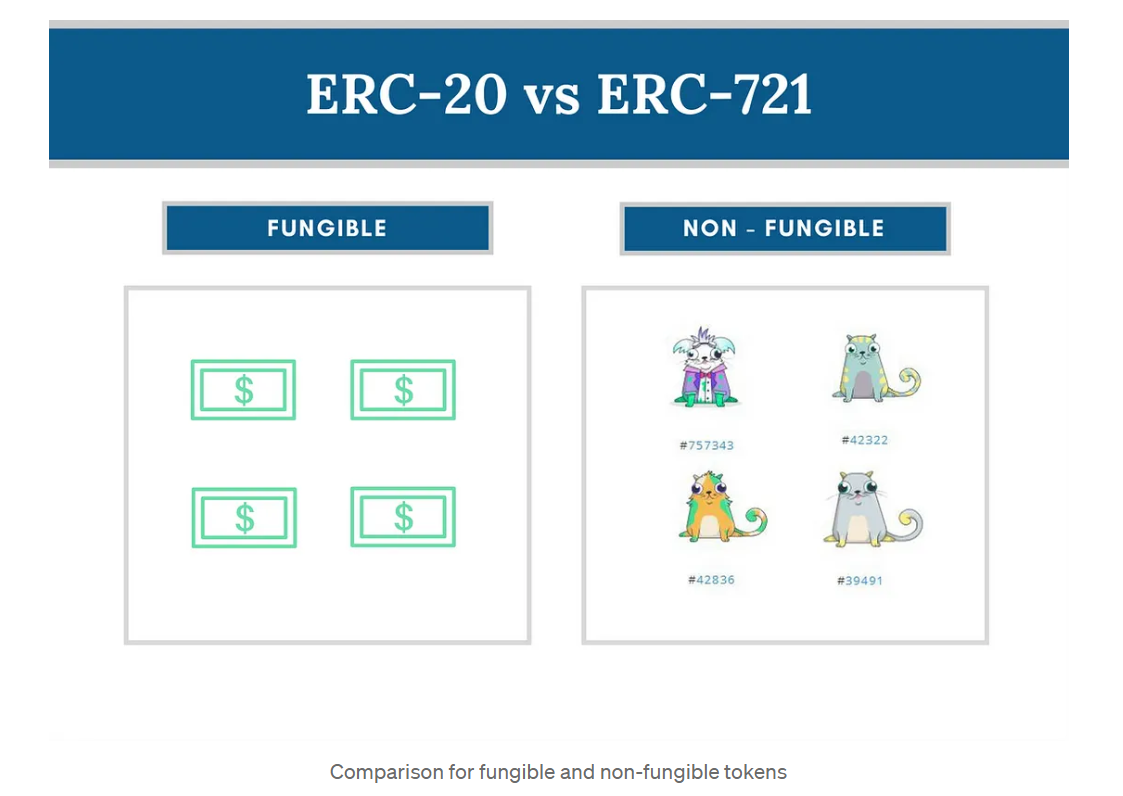 ERC-20 vs ERC-721
FUNGIBLE
NON - FUNGIBLE
$
$
$
$
#757343
#42322
#42836
#39491
Comparison for fungible and non-fungible tokens